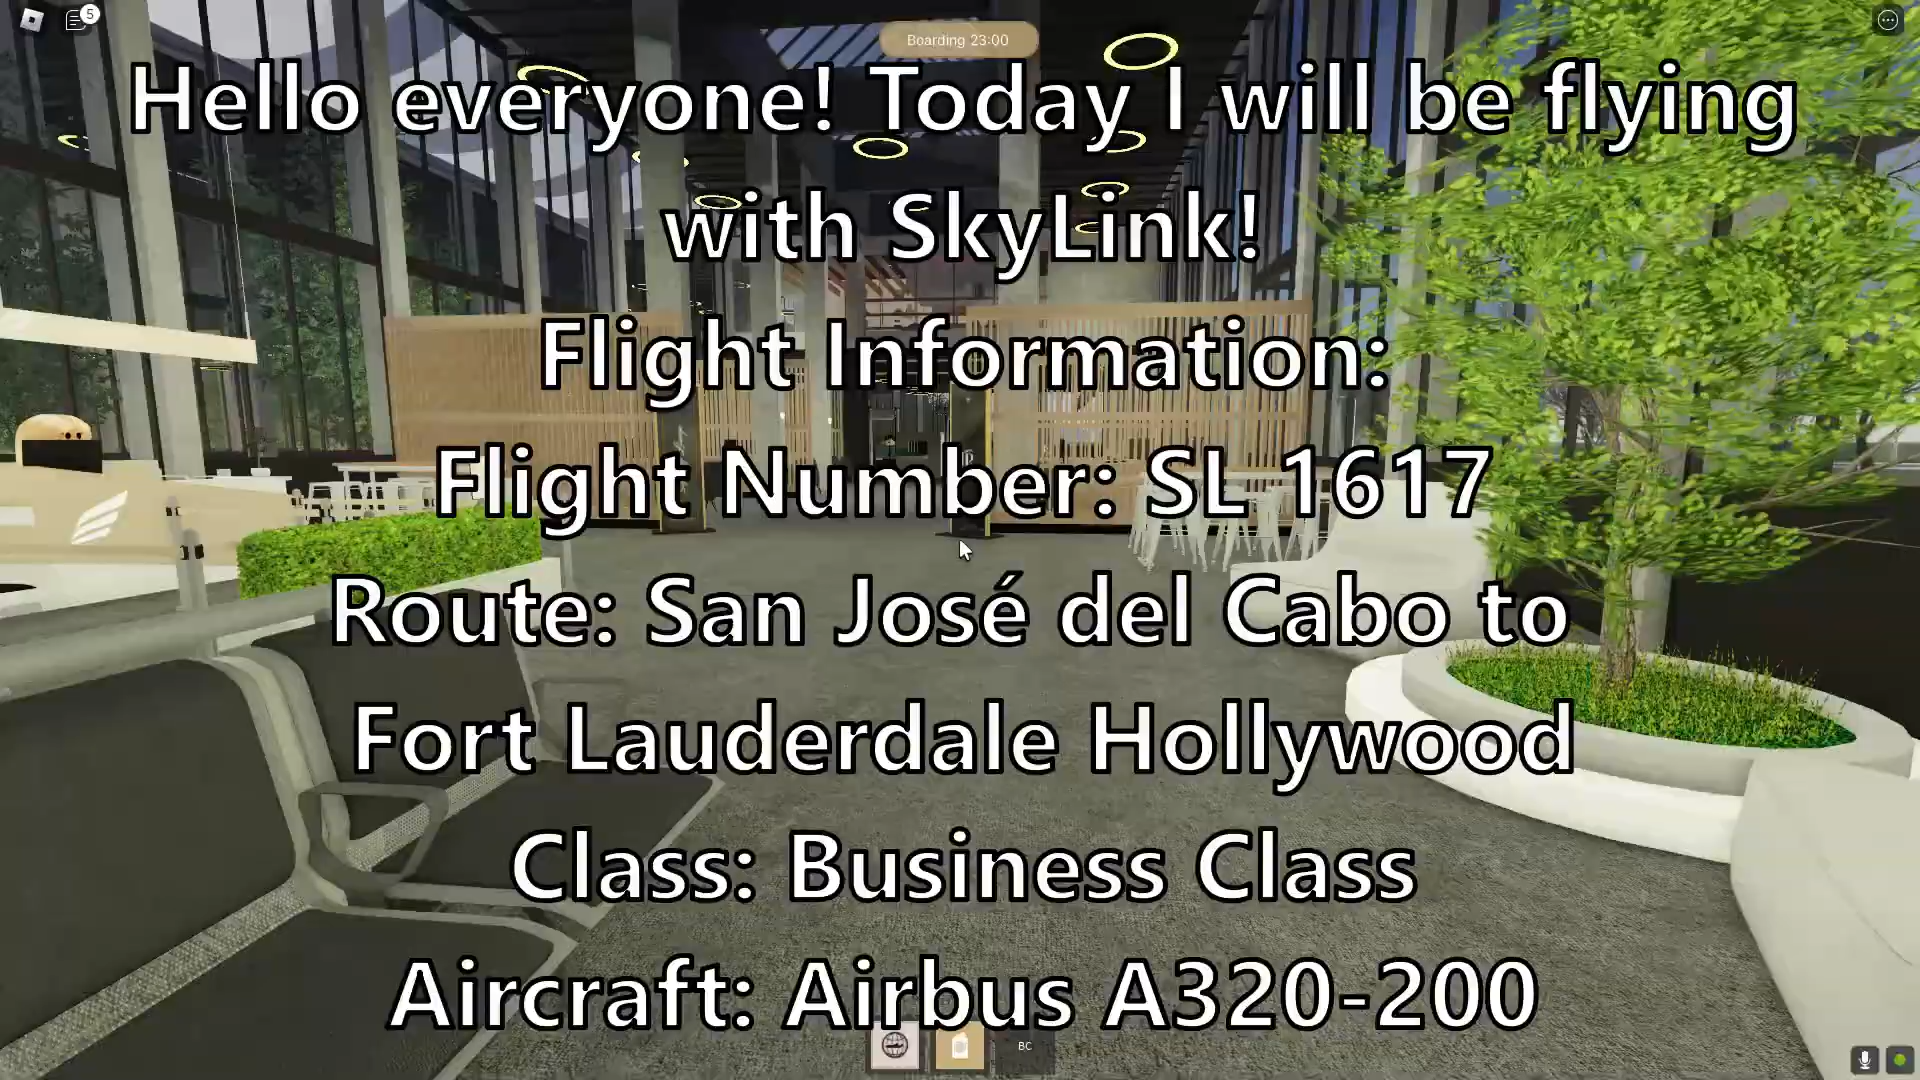 5
Boarding 23:00
Hello everyone! Today I will be flying
with SkyLink!
Flight Information:
Flight Number: SL 1617
Route: San José del Cabo to
Fort Lauderdale Hollywood
Class: Business Class
Aircraft: Airbus A320-200
BC